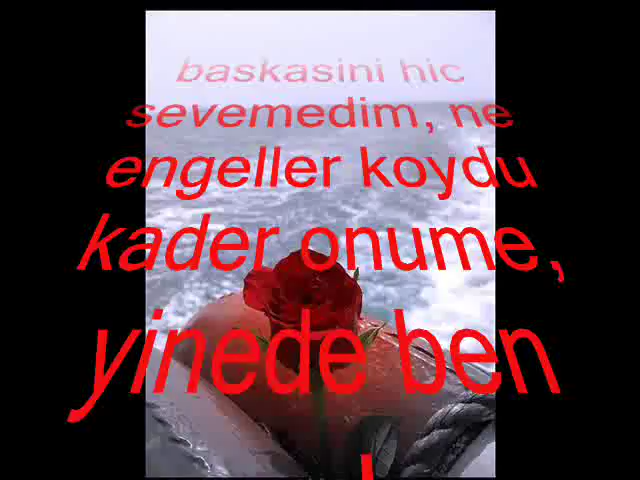 baskasini hic
sevemedim, ne
engeller koydu
kader onume,
yinede ben